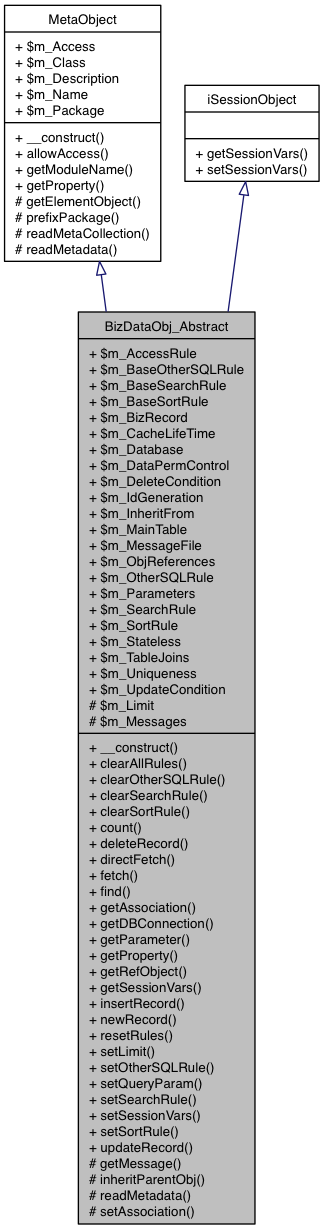 MetaObject
+ $m_Access
+ $m_Class
+ $m_Description
+ $m_Name
+ $m_Package
+ __construct()
+ allowAccess()
+ getModuleName()
+ getProperty()
# getElementObject()
# prefixPackage()
# readMetaCollection()
# readMetadata()
iSessionObject
+ getSessionVars()
+ setSessionVars()
BizDataObj_Abstract
+ $m_AccessRule
+ $m_BaseOtherSQLRule
+ $m_BaseSearchRule
+ $m_BaseSortRule
+ $m_BizRecord
+ $m_CacheLifeTime
+ $m_Database
+ $m_DataPermControl
+ $m_DeleteCondition
+ $m_IdGeneration
+ $m_InheritFrom
+ $m_MainTable
+ $m_MessageFile
+ $m_ObjReferences
+ $m_OtherSQLRule
+ $m_Parameters
+ $m_SearchRule
+ $m_SortRule
+ $m_Stateless
+ $m_TableJoins
+ $m_Uniqueness
+ $m_UpdateCondition
# $m_Limit
# $m_Messages
+ __construct()
+ clearAllRules()
+ clearOtherSQLRule()
+ clearSearchRule()
+ clearSortRule()
+ count()
+ deleteRecord()
+ directFetch()
+ fetch()
+ find()
+ getAssociation()
+ getDBConnection()
+ getParameter()
+ getProperty()
+ getRefObject()
+ getSessionVars()
+ insertRecord()
+ newRecord()
+ resetRules()
+ setLimit()
+ setOtherSQLRule()
+ setQueryParam()
+ setSearchRule()
+ setSessionVars()
+ setSortRule()
+ updateRecord()
# getMessage()
# inheritParentObj()
# readMetadata()
# setAssociation()